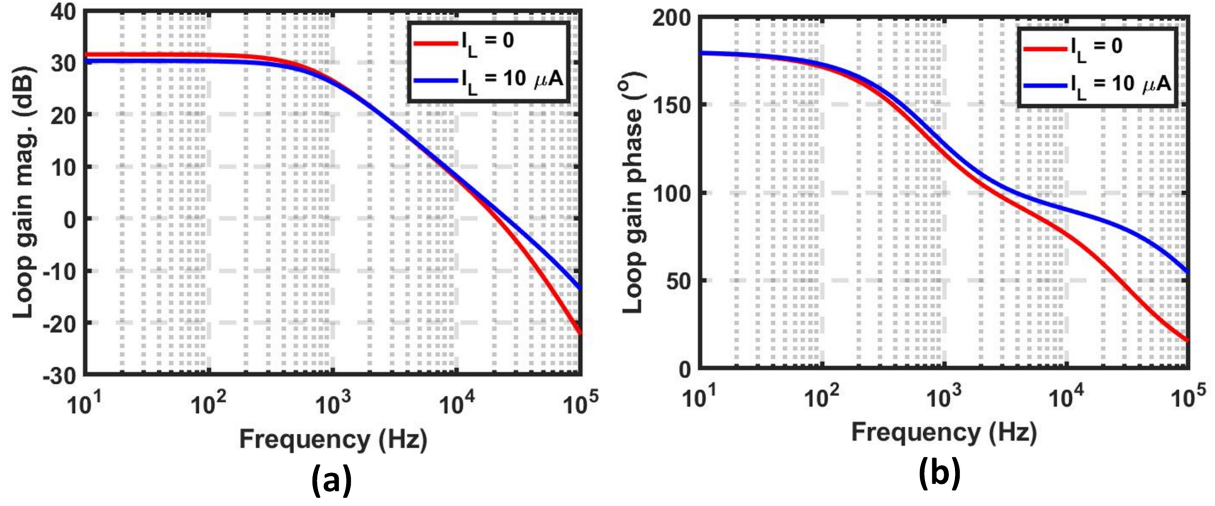 40
30
20
10
0
-10
-20
-30
Loop gain mag. (dB)
I_L = 0
I_L = 10 μA
10^1
10^2
10^3
10^4
10^5
Frequency (Hz)
(a)
200
150
100
50
0
Loop gain phase (°)
I_L = 0
I_L = 10 μA
10^1
10^2
10^3
10^4
10^5
Frequency (Hz)
(b)